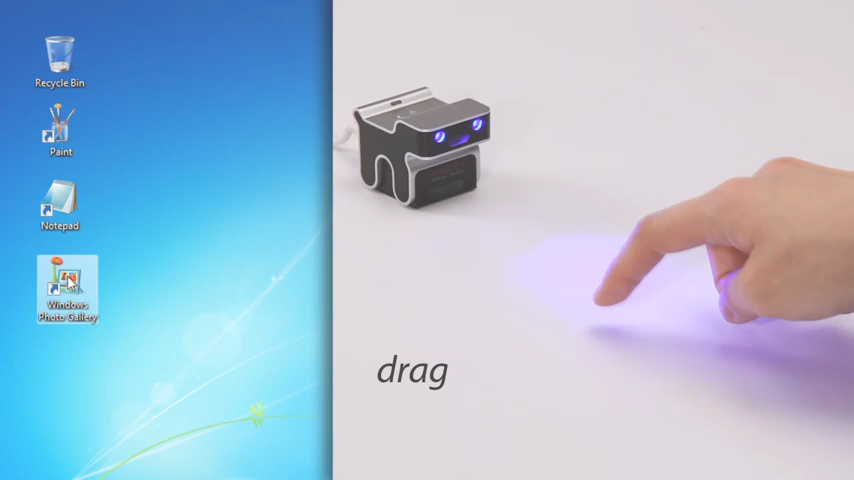 Recycle Bin
Paint
Notepad
Windows
Photo Gallery
drag